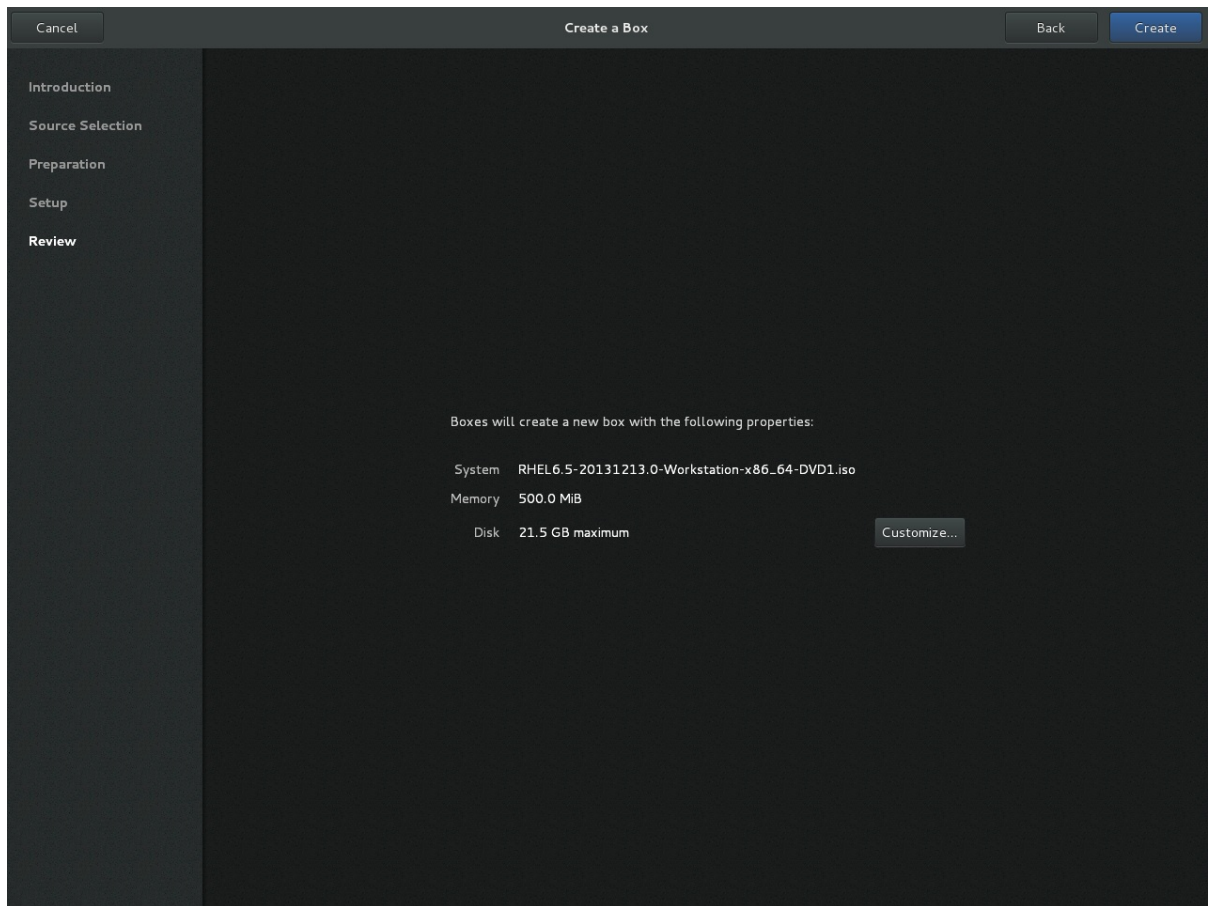 Cancel
Create a Box
Back
Create
Introduction
Source Selection
Preparation
Setup
Review
Boxes will create a new box with the following properties:
System RHEL6.5-20131213.0-Workstation-x86_64-DVD1.iso
Memory 500.0 MiB
Disk 21.5 GB maximum
Customize...